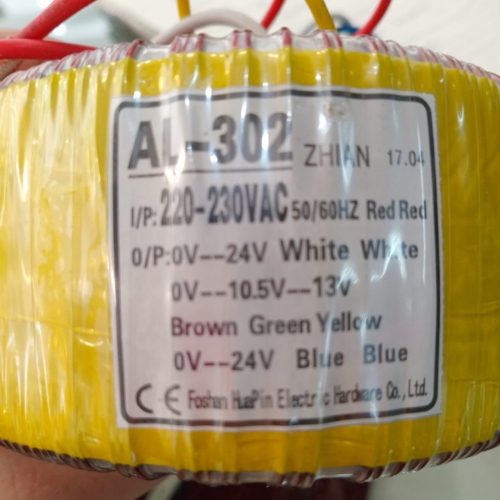 AL-302 ZHIAN 17.04
I/P: 220-230VAC 50/60HZ Red Red
O/P:0V--24V White White
0V--10.5V--13V
Brown Green Yellow
0V--24V Blue Blue
CE Foshan HuaPin Electric Hardware Co., Ltd.